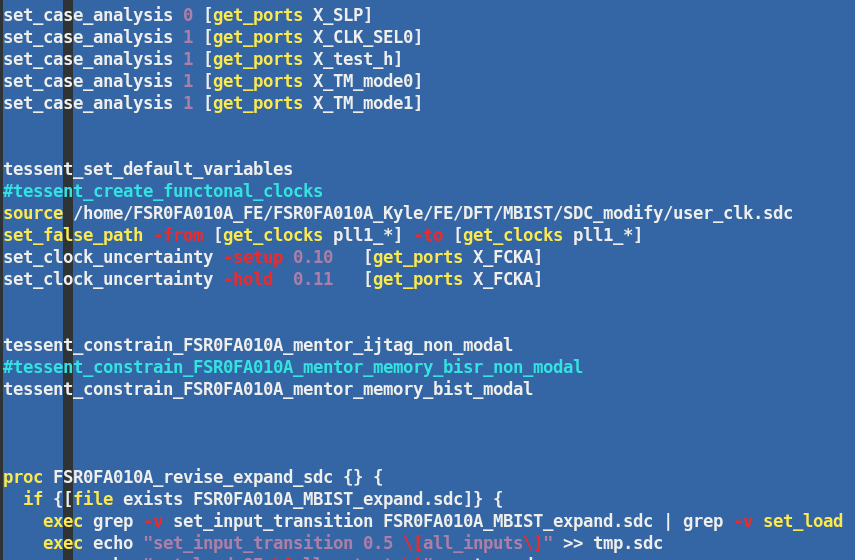 set_case_analysis 0 [get_ports X_SLP]
set_case_analysis 1 [get_ports X_CLK_SEL0]
set_case_analysis 1 [get_ports X_test_h]
set_case_analysis 1 [get_ports X_TM_mode0]
set_case_analysis 1 [get_ports X_TM_mode1]
tessent_set_default_variables
#tessent_create_functonal_clocks
source /home/FSR0FA010A_FE/FSR0FA010A_Kyle/FE/DFT/MBIST/SDC_modify/user_clk.sdc
set_false_path -from [get_clocks pll1_*] -to [get_clocks pll1_*]
set_clock_uncertainty -setup 0.10   [get_ports X_FCKA]
set_clock_uncertainty -hold  0.11   [get_ports X_FCKA]
tessent_constrain_FSR0FA010A_mentor_ijtag_non_modal
#tessent_constrain_FSR0FA010A_mentor_memory_bisr_non_modal
tessent_constrain_FSR0FA010A_mentor_memory_bist_modal
proc FSR0FA010A_revise_expand_sdc {} {
  if {[file exists FSR0FA010A_MBIST_expand.sdc]} {
    exec grep -v set_input_transition FSR0FA010A_MBIST_expand.sdc | grep -v set_load
    exec echo "set_input_transition 0.5 \[all_inputs\]" >> tmp.sdc